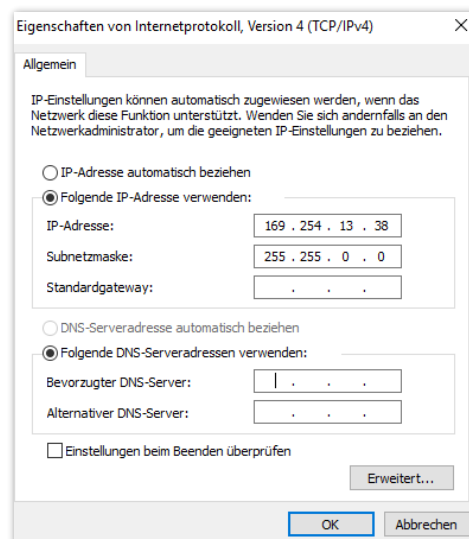 Eigenschaften von Internetprotokoll, Version 4 (TCP/IPv4)
Allgemein
IP-Einstellungen können automatisch zugewiesen werden, wenn das
Netzwerk diese Funktion unterstützt. Wenden Sie sich andernfalls an den
Netzwerkadministrator, um die geeigneten IP-Einstellungen zu beziehen.
IP-Adresse automatisch beziehen
Folgende IP-Adresse verwenden:
IP-Adresse: 169 . 254 . 13 . 38
Subnetzmaske: 255 . 255 . 0 . 0
Standardgateway: . . .
DNS-Serveradresse automatisch beziehen
Folgende DNS-Serveradressen verwenden:
Bevorzugter DNS-Server: . . .
Alternativer DNS-Server: . . .
Einstellungen beim Beenden überprüfen
Erweitert...
OK Abbrechen